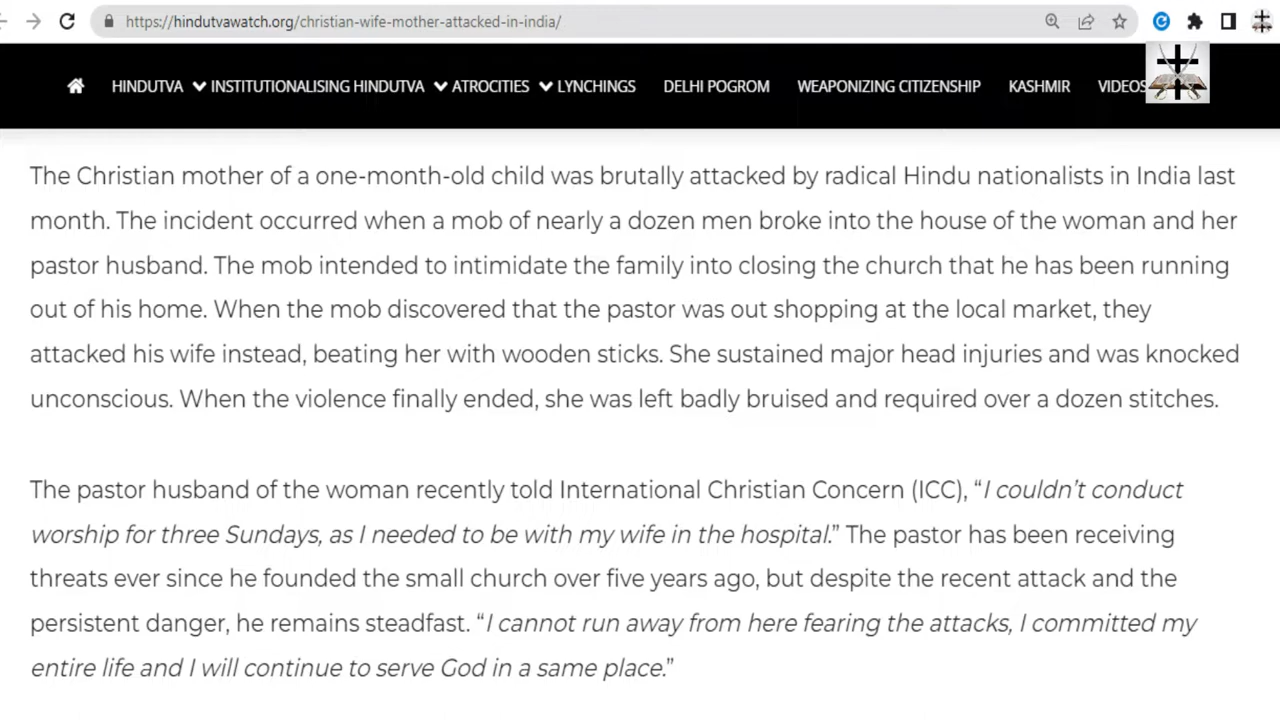 https://hindutvawatch.org/christian-wife-mother-attacked-in-india/
HINDUTVA INSTITUTIONALISING HINDUTVA ATROCITIES LYNCHINGS DELHI POGROM WEAPONIZING CITIZENSHIP KASHMIR VIDEOS
The Christian mother of a one-month-old child was brutally attacked by radical Hindu nationalists in India last
month. The incident occurred when a mob of nearly a dozen men broke into the house of the woman and her
pastor husband. The mob intended to intimidate the family into closing the church that he has been running
out of his home. When the mob discovered that the pastor was out shopping at the local market, they
attacked his wife instead, beating her with wooden sticks. She sustained major head injuries and was knocked
unconscious. When the violence finally ended, she was left badly bruised and required over a dozen stitches.
The pastor husband of the woman recently told International Christian Concern (ICC), “I couldn’t conduct
worship for three Sundays, as I needed to be with my wife in the hospital.” The pastor has been receiving
threats ever since he founded the small church over five years ago, but despite the recent attack and the
persistent danger, he remains steadfast. “I cannot run away from here fearing the attacks, I committed my
entire life and I will continue to serve God in a same place.”